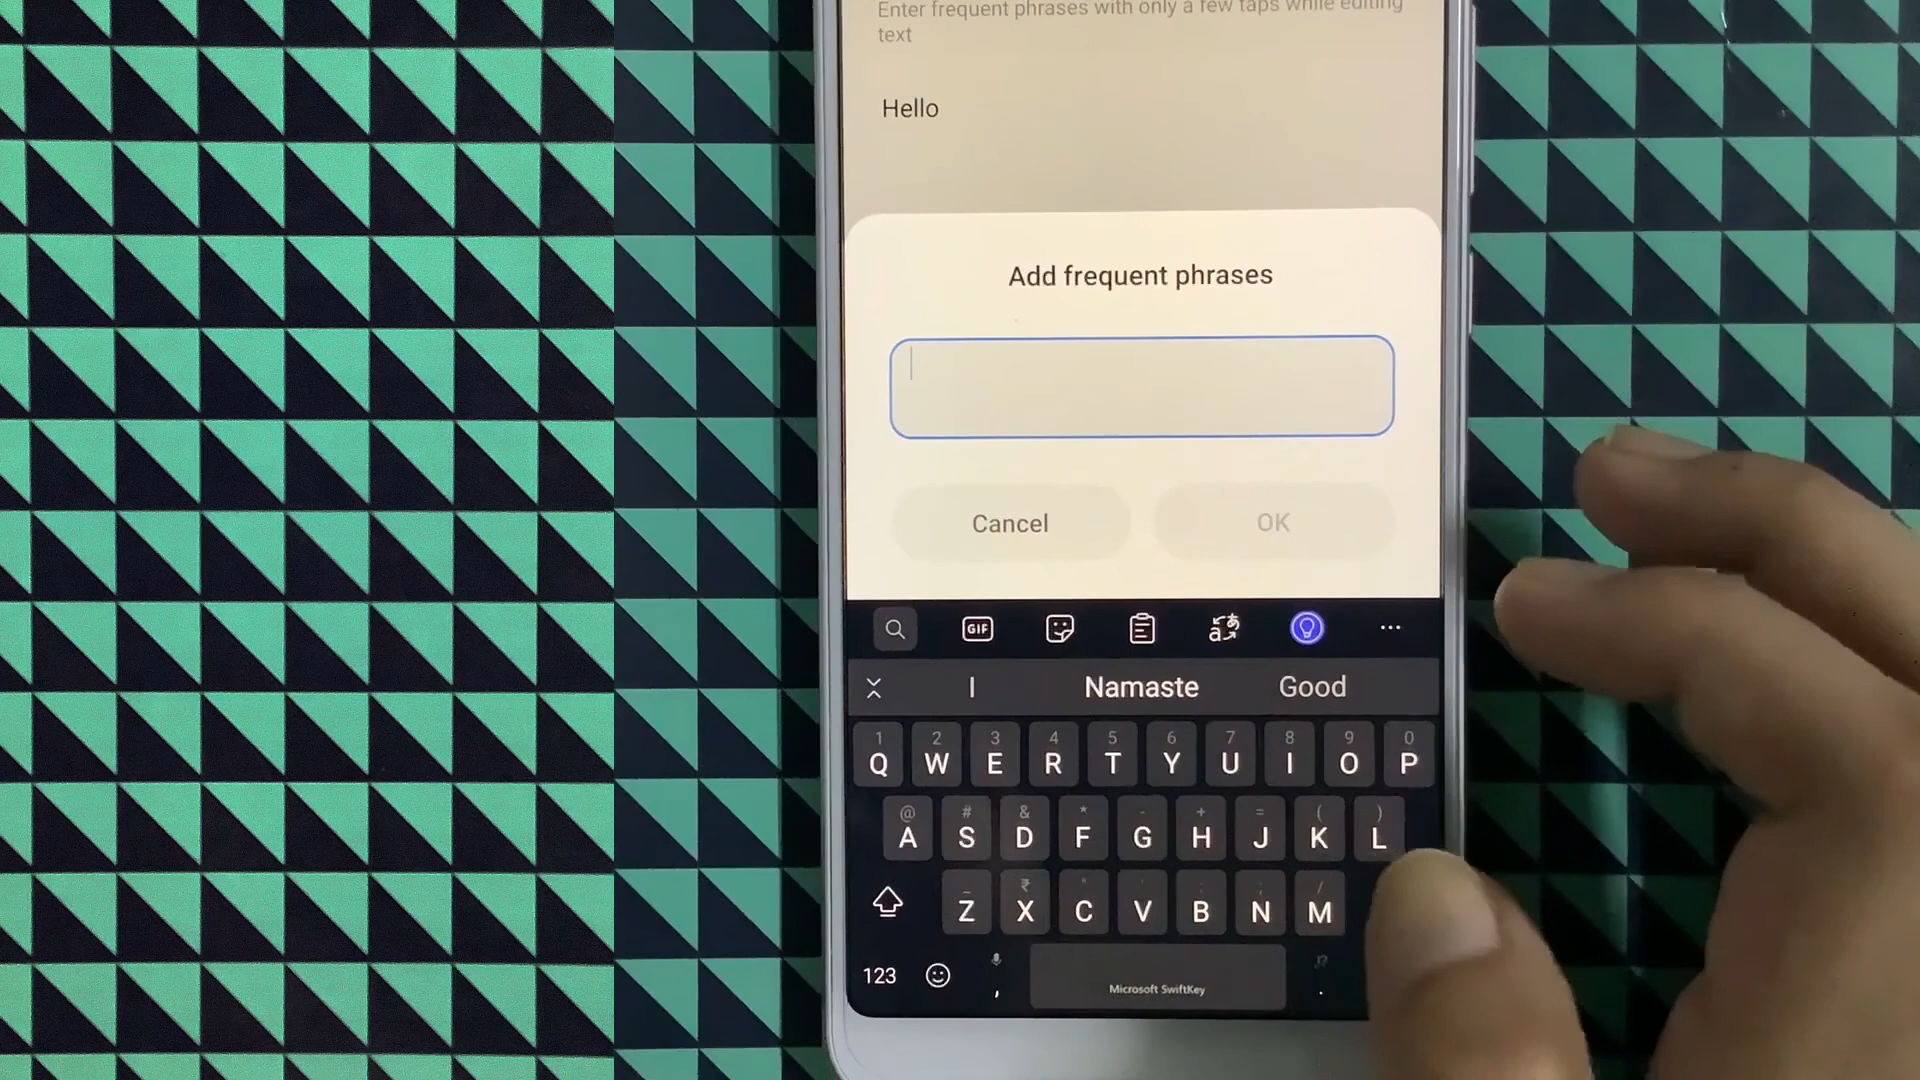 Enter frequent phrases with only a few taps while editing
text
Hello
Add frequent phrases
Cancel OK
GIF
I Namaste Good
1 2 3 4 5 6 7 8 9 0
Q W E R T Y U I O P
@ # & * - + = ( )
A S D F G H J K L
_ ₹ " ' : ; /
Z X C V B N M
!?
123 , Microsoft SwiftKey .